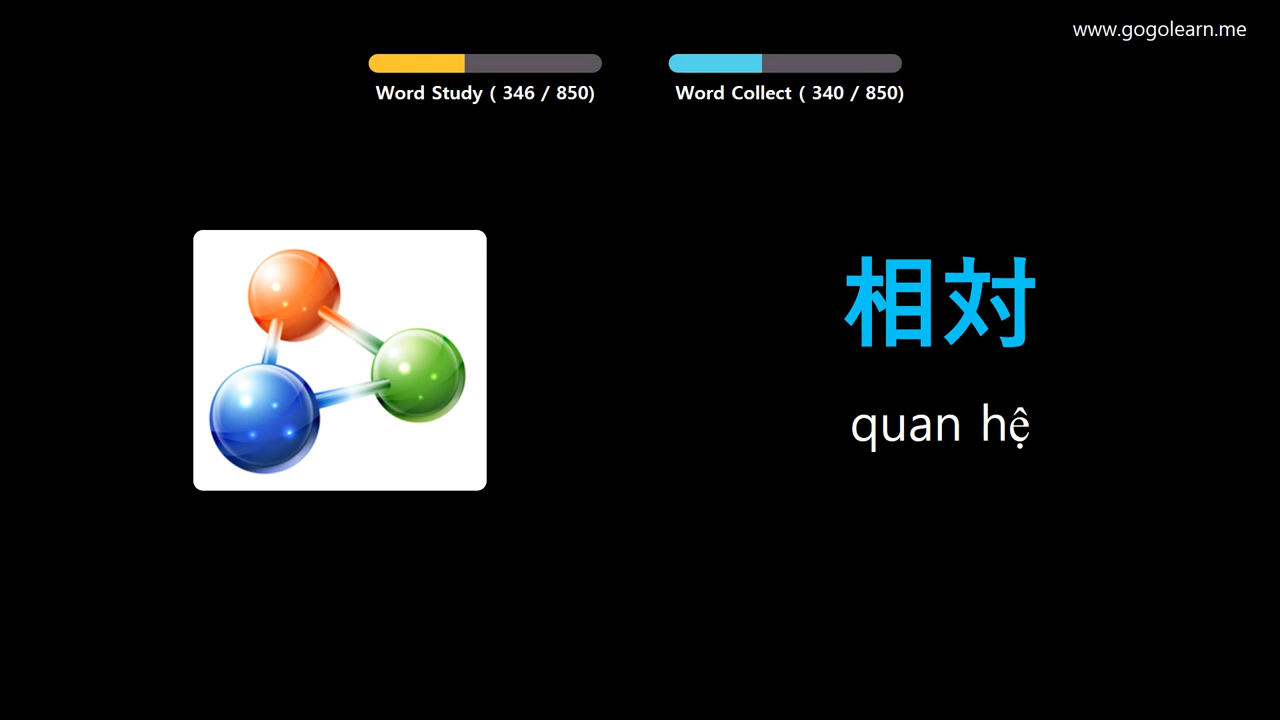 www.gogolearn.me
Word Study ( 346 / 850)
Word Collect ( 340 / 850)
相対
quan hệ